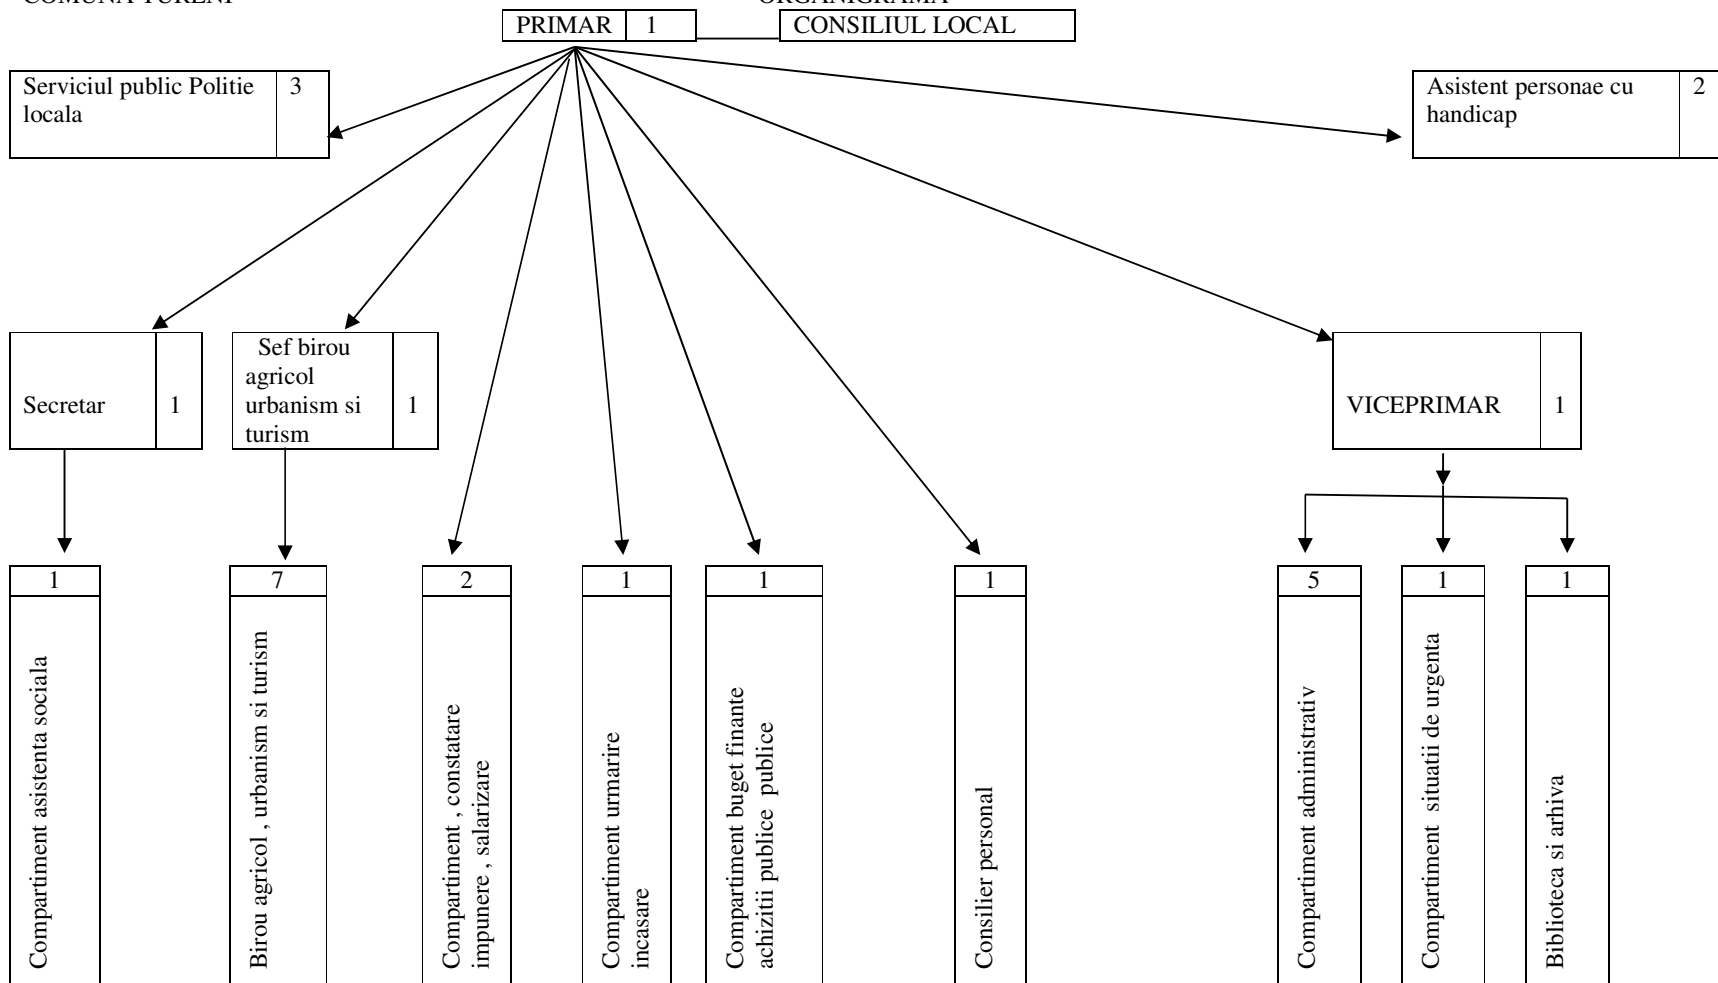 COMUNA TURENI
ORGANIGRAMA
PRIMAR 1
CONSILIUL LOCAL
Serviciul public Politie 3
locala
Asistent personae cu 2
handicap
Secretar 1
Sef birou
agricol
urbanism si 1
turism
VICEPRIMAR 1
1
Compartiment asistenta sociala
7
Birou agricol , urbanism si turism
2
Compartiment , constatare
impunere , salarizare
1
Compartiment urmarire
incasare
1
Compartiment buget finante
achizitii publice publice
1
Consilier personal
5
Compartiment administrativ
1
Compartiment situatii de urgenta
1
Biblioteca si arhiva